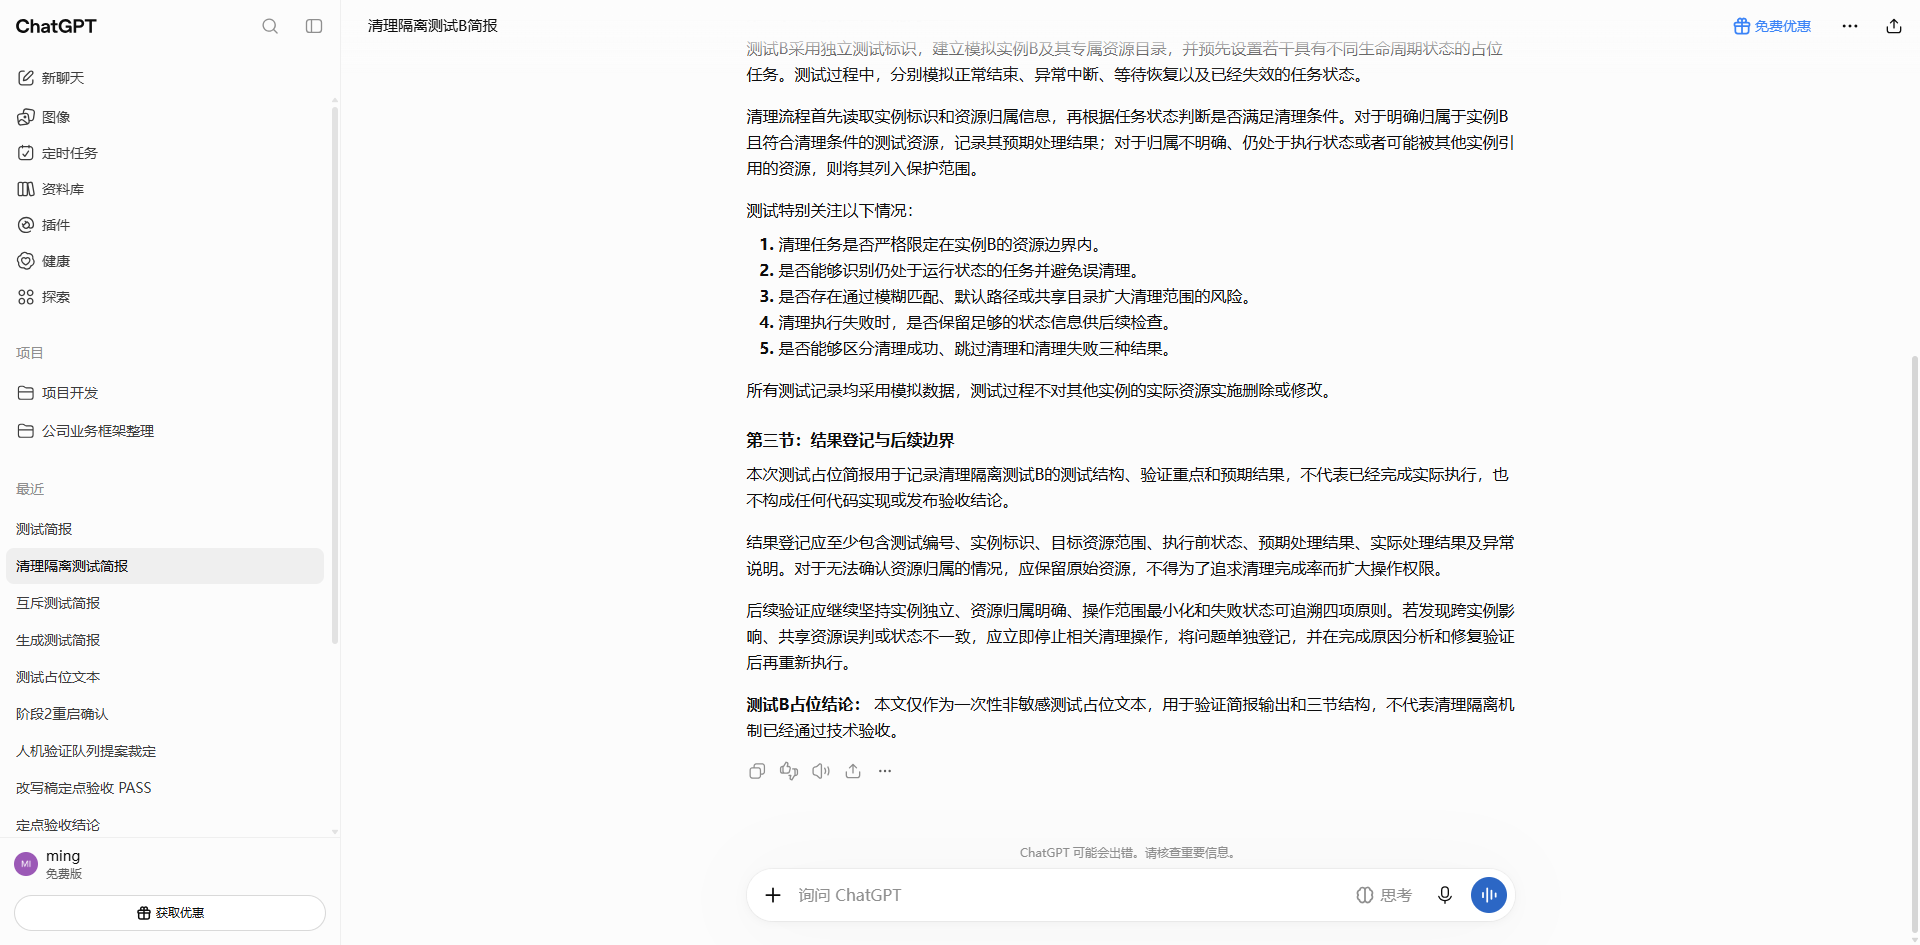 ChatGPT
新聊天
图像
定时任务
资料库
插件
健康
探索
项目
项目开发
公司业务框架整理
最近
测试简报
清理隔离测试简报
互斥测试简报
生成测试简报
测试占位文本
阶段2重启确认
人机验证队列提案裁定
改写稿定点验收 PASS
定点验收结论
MI
ming
免费版
获取优惠
清理隔离测试B简报
免费优惠
测试B采用独立测试标识，建立模拟实例B及其专属资源目录，并预先设置若干具有不同生命周期状态的占位
任务。测试过程中，分别模拟正常结束、异常中断、等待恢复以及已经失效的任务状态。
清理流程首先读取实例标识和资源归属信息，再根据任务状态判断是否满足清理条件。对于明确归属于实例B
且符合清理条件的测试资源，记录其预期处理结果；对于归属不明确、仍处于执行状态或者可能被其他实例引
用的资源，则将其列入保护范围。
测试特别关注以下情况：
1. 清理任务是否严格限定在实例B的资源边界内。
2. 是否能够识别仍处于运行状态的任务并避免误清理。
3. 是否存在通过模糊匹配、默认路径或共享目录扩大清理范围的风险。
4. 清理执行失败时，是否保留足够的状态信息供后续检查。
5. 是否能够区分清理成功、跳过清理和清理失败三种结果。
所有测试记录均采用模拟数据，测试过程不对其他实例的实际资源实施删除或修改。
第三节：结果登记与后续边界
本次测试占位简报用于记录清理隔离测试B的测试结构、验证重点和预期结果，不代表已经完成实际执行，也
不构成任何代码实现或发布验收结论。
结果登记应至少包含测试编号、实例标识、目标资源范围、执行前状态、预期处理结果、实际处理结果及异常
说明。对于无法确认资源归属的情况，应保留原始资源，不得为了追求清理完成率而扩大操作权限。
后续验证应继续坚持实例独立、资源归属明确、操作范围最小化和失败状态可追溯四项原则。若发现跨实例影
响、共享资源误判或状态不一致，应立即停止相关清理操作，将问题单独登记，并在完成原因分析和修复验证
后再重新执行。
测试B占位结论： 本文仅作为一次性非敏感测试占位文本，用于验证简报输出和三节结构，不代表清理隔离机
制已经通过技术验收。
ChatGPT 可能会出错。请核查重要信息。
询问 ChatGPT
思考